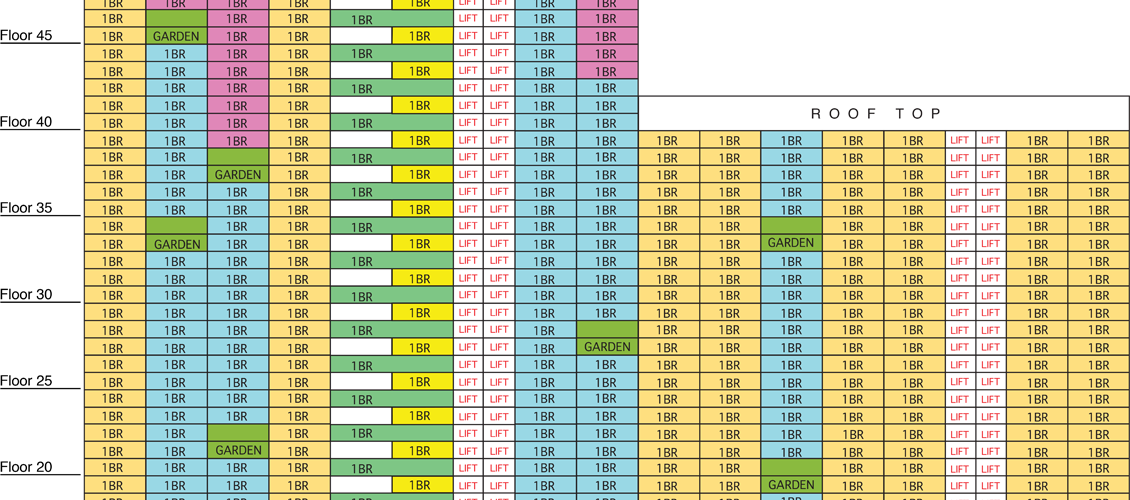 1BR 1BR 1BR 1BR 1BR LIFT LIFT 1BR 1BR
1BR 1BR 1BR 1BR LIFT LIFT 1BR 1BR
Floor 45 1BR GARDEN 1BR 1BR 1BR LIFT LIFT 1BR 1BR
1BR 1BR 1BR 1BR 1BR LIFT LIFT 1BR 1BR
1BR 1BR 1BR 1BR 1BR LIFT LIFT 1BR 1BR
1BR 1BR 1BR 1BR 1BR LIFT LIFT 1BR 1BR
1BR 1BR 1BR 1BR 1BR LIFT LIFT 1BR 1BR
ROOF TOP
Floor 40 1BR 1BR 1BR 1BR 1BR LIFT LIFT 1BR 1BR
1BR 1BR 1BR 1BR 1BR LIFT LIFT 1BR 1BR 1BR 1BR 1BR 1BR 1BR LIFT LIFT 1BR 1BR
1BR 1BR 1BR 1BR LIFT LIFT 1BR 1BR 1BR 1BR 1BR 1BR 1BR LIFT LIFT 1BR 1BR
1BR 1BR GARDEN 1BR 1BR LIFT LIFT 1BR 1BR 1BR 1BR 1BR 1BR 1BR LIFT LIFT 1BR 1BR
1BR 1BR 1BR 1BR 1BR LIFT LIFT 1BR 1BR 1BR 1BR 1BR 1BR 1BR LIFT LIFT 1BR 1BR
Floor 35 1BR 1BR 1BR 1BR 1BR LIFT LIFT 1BR 1BR 1BR 1BR 1BR 1BR 1BR LIFT LIFT 1BR 1BR
1BR 1BR 1BR 1BR LIFT LIFT 1BR 1BR 1BR 1BR 1BR 1BR LIFT LIFT 1BR 1BR
1BR GARDEN 1BR 1BR 1BR LIFT LIFT 1BR 1BR 1BR 1BR GARDEN 1BR 1BR LIFT LIFT 1BR 1BR
1BR 1BR 1BR 1BR 1BR LIFT LIFT 1BR 1BR 1BR 1BR 1BR 1BR 1BR LIFT LIFT 1BR 1BR
1BR 1BR 1BR 1BR 1BR LIFT LIFT 1BR 1BR 1BR 1BR 1BR 1BR 1BR LIFT LIFT 1BR 1BR
Floor 30 1BR 1BR 1BR 1BR 1BR LIFT LIFT 1BR 1BR 1BR 1BR 1BR 1BR 1BR LIFT LIFT 1BR 1BR
1BR 1BR 1BR 1BR 1BR LIFT LIFT 1BR 1BR 1BR 1BR 1BR 1BR 1BR LIFT LIFT 1BR 1BR
1BR 1BR 1BR 1BR 1BR LIFT LIFT 1BR 1BR 1BR 1BR 1BR 1BR LIFT LIFT 1BR 1BR
1BR 1BR 1BR 1BR 1BR LIFT LIFT 1BR GARDEN 1BR 1BR 1BR 1BR 1BR LIFT LIFT 1BR 1BR
1BR 1BR 1BR 1BR 1BR LIFT LIFT 1BR 1BR 1BR 1BR 1BR 1BR 1BR LIFT LIFT 1BR 1BR
Floor 25 1BR 1BR 1BR 1BR 1BR LIFT LIFT 1BR 1BR 1BR 1BR 1BR 1BR 1BR LIFT LIFT 1BR 1BR
1BR 1BR 1BR 1BR 1BR LIFT LIFT 1BR 1BR 1BR 1BR 1BR 1BR 1BR LIFT LIFT 1BR 1BR
1BR 1BR 1BR 1BR 1BR LIFT LIFT 1BR 1BR 1BR 1BR 1BR 1BR 1BR LIFT LIFT 1BR 1BR
1BR 1BR 1BR 1BR LIFT LIFT 1BR 1BR 1BR 1BR 1BR 1BR 1BR LIFT LIFT 1BR 1BR
1BR 1BR GARDEN 1BR 1BR LIFT LIFT 1BR 1BR 1BR 1BR 1BR 1BR 1BR LIFT LIFT 1BR 1BR
Floor 20 1BR 1BR 1BR 1BR 1BR LIFT LIFT 1BR 1BR 1BR 1BR 1BR 1BR LIFT LIFT 1BR 1BR
1BR 1BR 1BR 1BR 1BR LIFT LIFT 1BR 1BR 1BR 1BR GARDEN 1BR 1BR LIFT LIFT 1BR 1BR